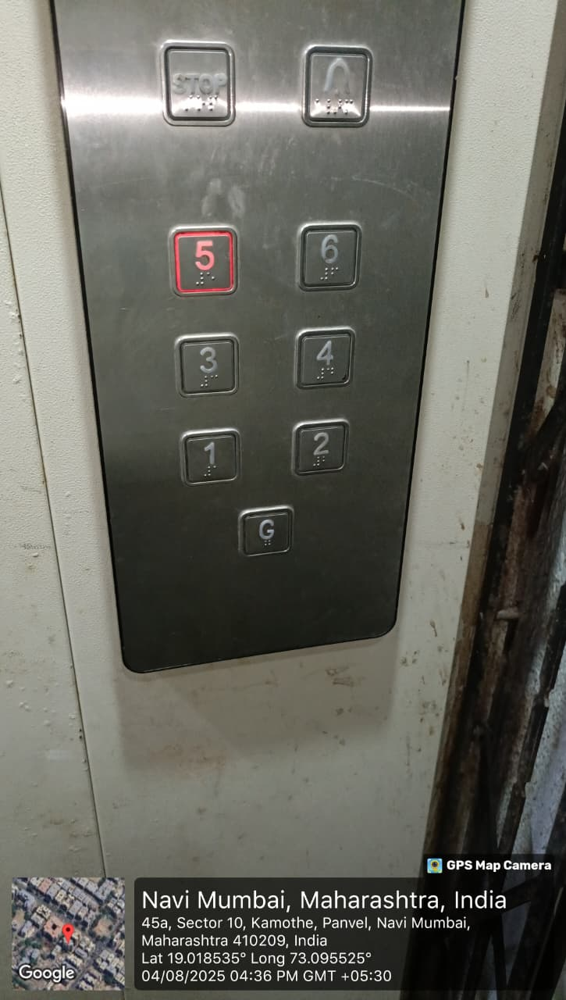 STOP
5 6
3 4
1 2
G
GPS Map Camera
Navi Mumbai, Maharashtra, India
45a, Sector 10, Kamothe, Panvel, Navi Mumbai,
Maharashtra 410209, India
Lat 19.018535° Long 73.095525°
04/08/2025 04:36 PM GMT +05:30
Google